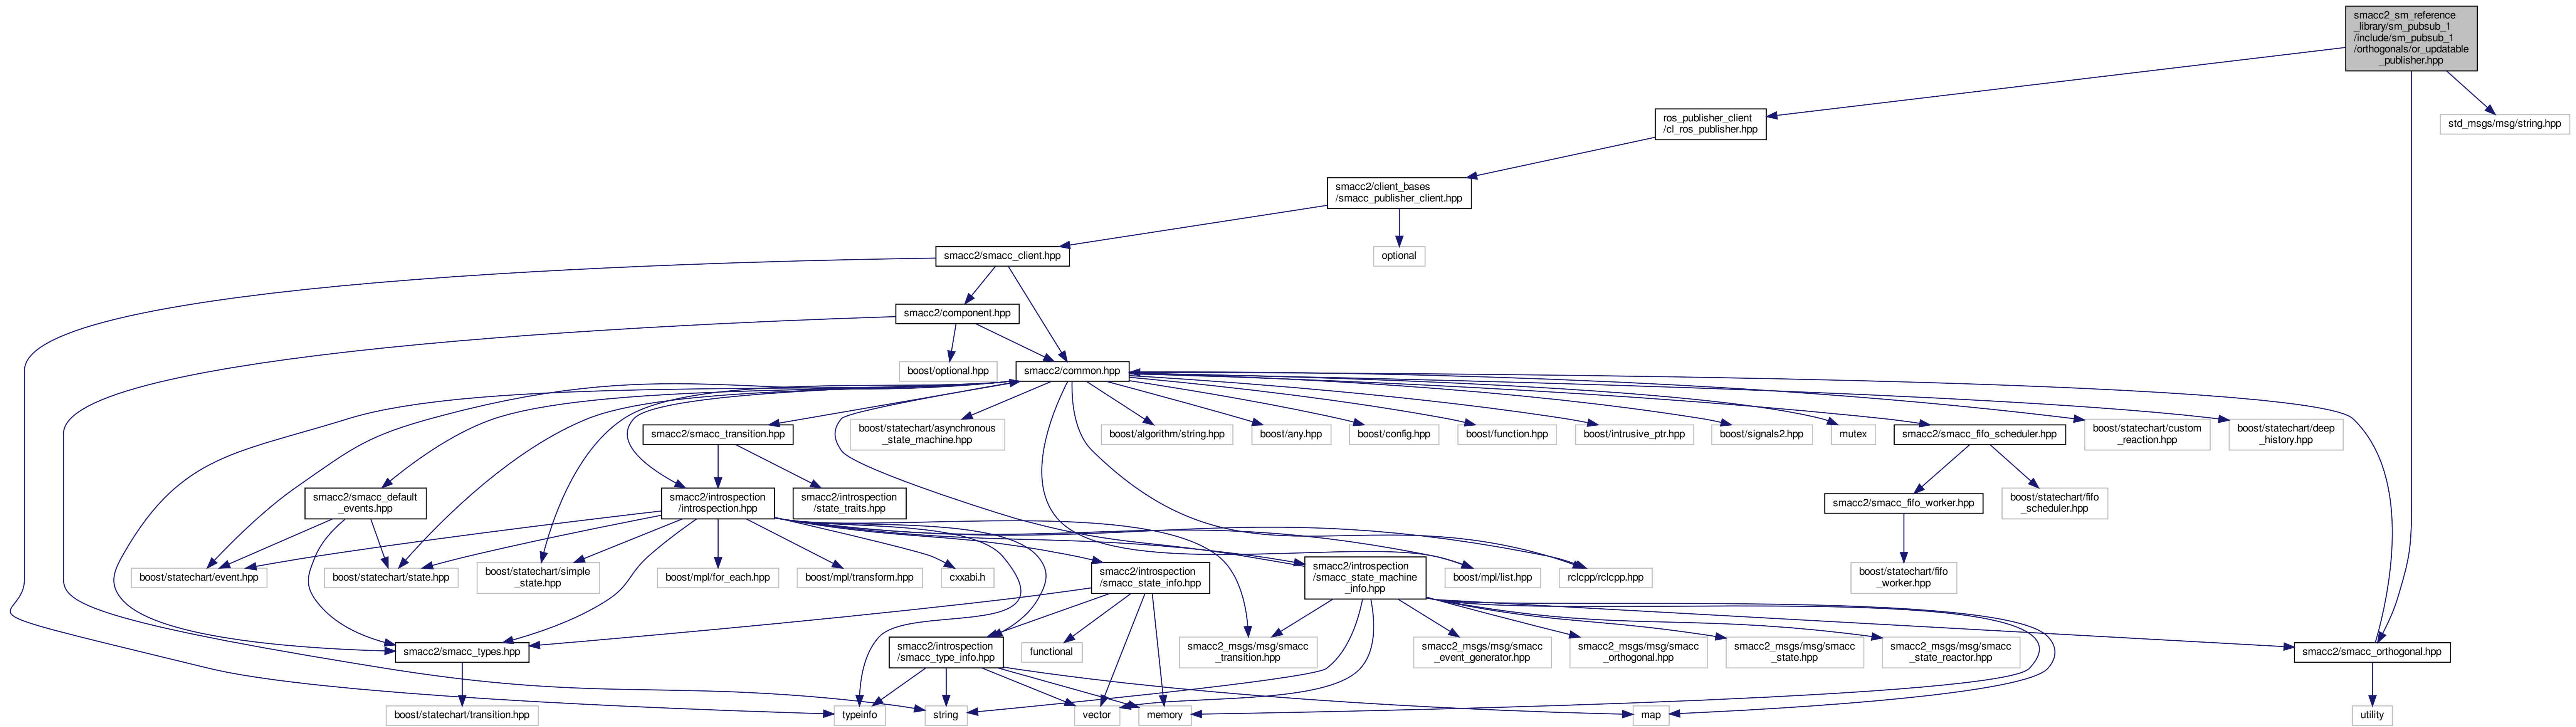 smacc2_sm_reference
_library/sm_pubsub_1
/include/sm_pubsub_1
/orthogonals/or_updatable
_publisher.hpp
ros_publisher_client
/cl_ros_publisher.hpp
std_msgs/msg/string.hpp
smacc2/client_bases
/smacc_publisher_client.hpp
smacc2/smacc_client.hpp
optional
smacc2/component.hpp
boost/optional.hpp
smacc2/common.hpp
smacc2/smacc_transition.hpp
boost/statechart/asynchronous
_state_machine.hpp
boost/algorithm/string.hpp
boost/any.hpp
boost/config.hpp
boost/function.hpp
boost/intrusive_ptr.hpp
boost/signals2.hpp
mutex
smacc2/smacc_fifo_scheduler.hpp
boost/statechart/custom
_reaction.hpp
boost/statechart/deep
_history.hpp
smacc2/smacc_default
_events.hpp
smacc2/introspection
/introspection.hpp
smacc2/introspection
/state_traits.hpp
smacc2/smacc_fifo_worker.hpp
boost/statechart/fifo
_scheduler.hpp
boost/statechart/event.hpp
boost/statechart/state.hpp
boost/statechart/simple
_state.hpp
boost/mpl/for_each.hpp
boost/mpl/transform.hpp
cxxabi.h
smacc2/introspection
/smacc_state_info.hpp
smacc2/introspection
/smacc_state_machine
_info.hpp
boost/mpl/list.hpp
rclcpp/rclcpp.hpp
boost/statechart/fifo
_worker.hpp
smacc2/smacc_types.hpp
smacc2/introspection
/smacc_type_info.hpp
functional
smacc2_msgs/msg/smacc
_transition.hpp
smacc2_msgs/msg/smacc
_event_generator.hpp
smacc2_msgs/msg/smacc
_orthogonal.hpp
smacc2_msgs/msg/smacc
_state.hpp
smacc2_msgs/msg/smacc
_state_reactor.hpp
smacc2/smacc_orthogonal.hpp
boost/statechart/transition.hpp
typeinfo
string
vector
memory
map
utility